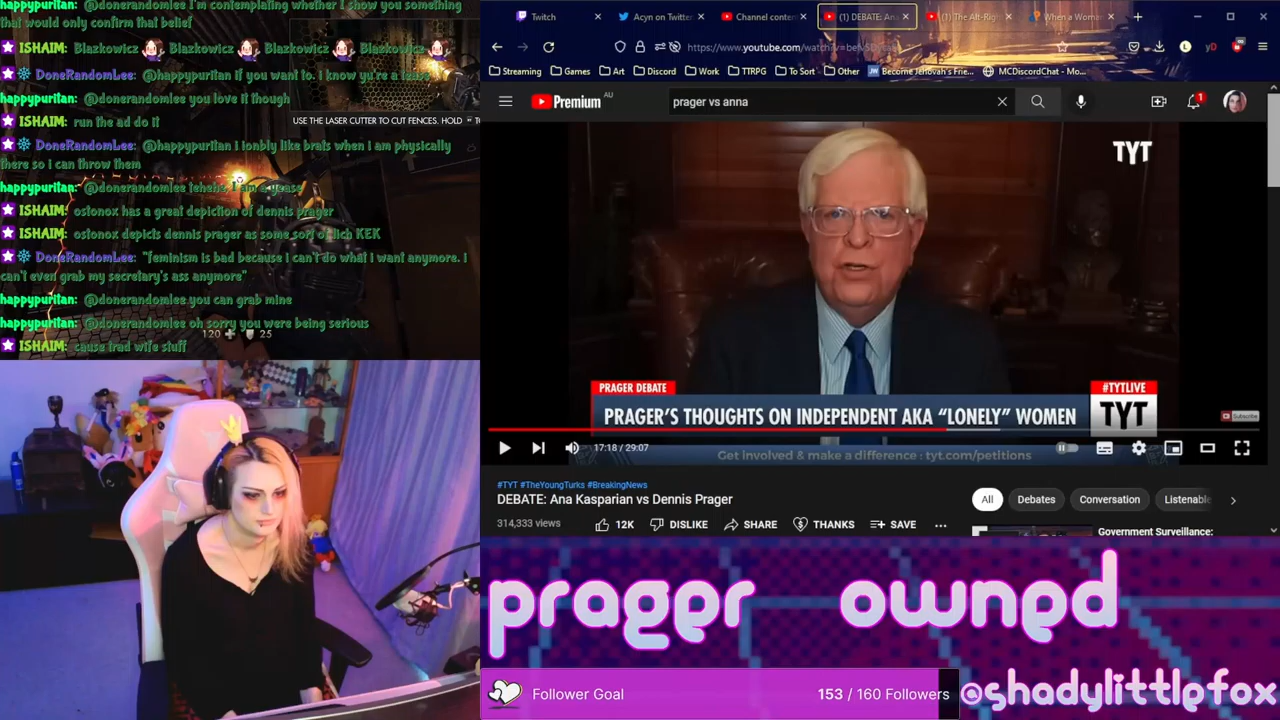 happypuritan: @donerandomlee I'm contemplating whether I show you something
that would only confirm that belief
ISHAIM: Blazkowicz Blazkowicz Blazkowicz Blazkowicz
DoneRandomLee: @happypuritan if you want to. i know yu're a tease
happypuritan: @donerandomlee you love it though
ISHAIM: run the ad do it
DoneRandomLee: @happypuritan i lonbly like brats when i am physically
there so i can throw them
happypuritan: @donerandomlee tehehe, I am a tease
ISHAIM: ostonox has a great depiction of dennis prager
ISHAIM: ostonox depicts dennis prager as some sort of lich KEK
DoneRandomLee: "feminism is bad because i can't do what i want anymore. i
can't even grab my secretary's ass anymore"
happypuritan: @donerandomlee you can grab mine
happypuritan: @donerandomlee oh sorry you were being serious
ISHAIM: cause trad wife stuff
USE THE LASER CUTTER TO CUT FENCES. HOLD
120 25
Twitch
Acyn on Twitter
Channel conten
(1) DEBATE: Ana
(1) The Alt-Rig
When a Woma
https://www.youtube.com/watch
Streaming Games Art Discord Work TTRPG To Sort Other Become Jehovah's Frie... MCDiscordChat - Mo...
Premium AU
prager vs anna
1
TYT
PRAGER DEBATE
#TYTLIVE
PRAGER'S THOUGHTS ON INDEPENDENT AKA "LONELY" WOMEN
TYT
Subscribe
17:18 / 29:07
Get involved & make a difference : tyt.com/petitions
#TYT #TheYoungTurks #BreakingNews
DEBATE: Ana Kasparian vs Dennis Prager
314,333 views
12K DISLIKE SHARE THANKS SAVE ...
All Debates Conversation Listenable
Government Surveillance:
prager owned
Follower Goal 153 / 160 Followers
@shadylittlefox